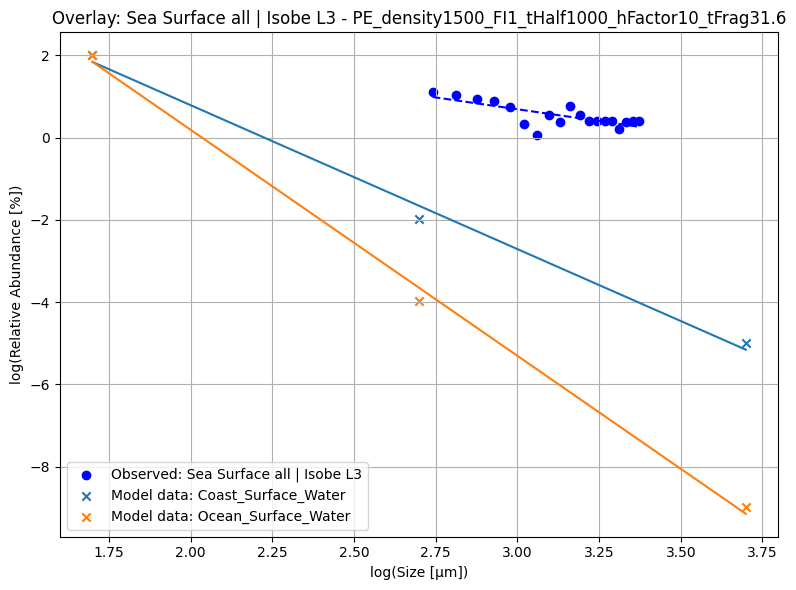 Overlay: Sea Surface all | Isobe L3 - PE_density1500_FI1_tHalf1000_hFactor10_tFrag31.6
log(Relative Abundance [%])
2
0
−2
−4
−6
−8
Observed: Sea Surface all | Isobe L3
Model data: Coast_Surface_Water
Model data: Ocean_Surface_Water
1.75 2.00 2.25 2.50 2.75 3.00 3.25 3.50 3.75
log(Size [μm])